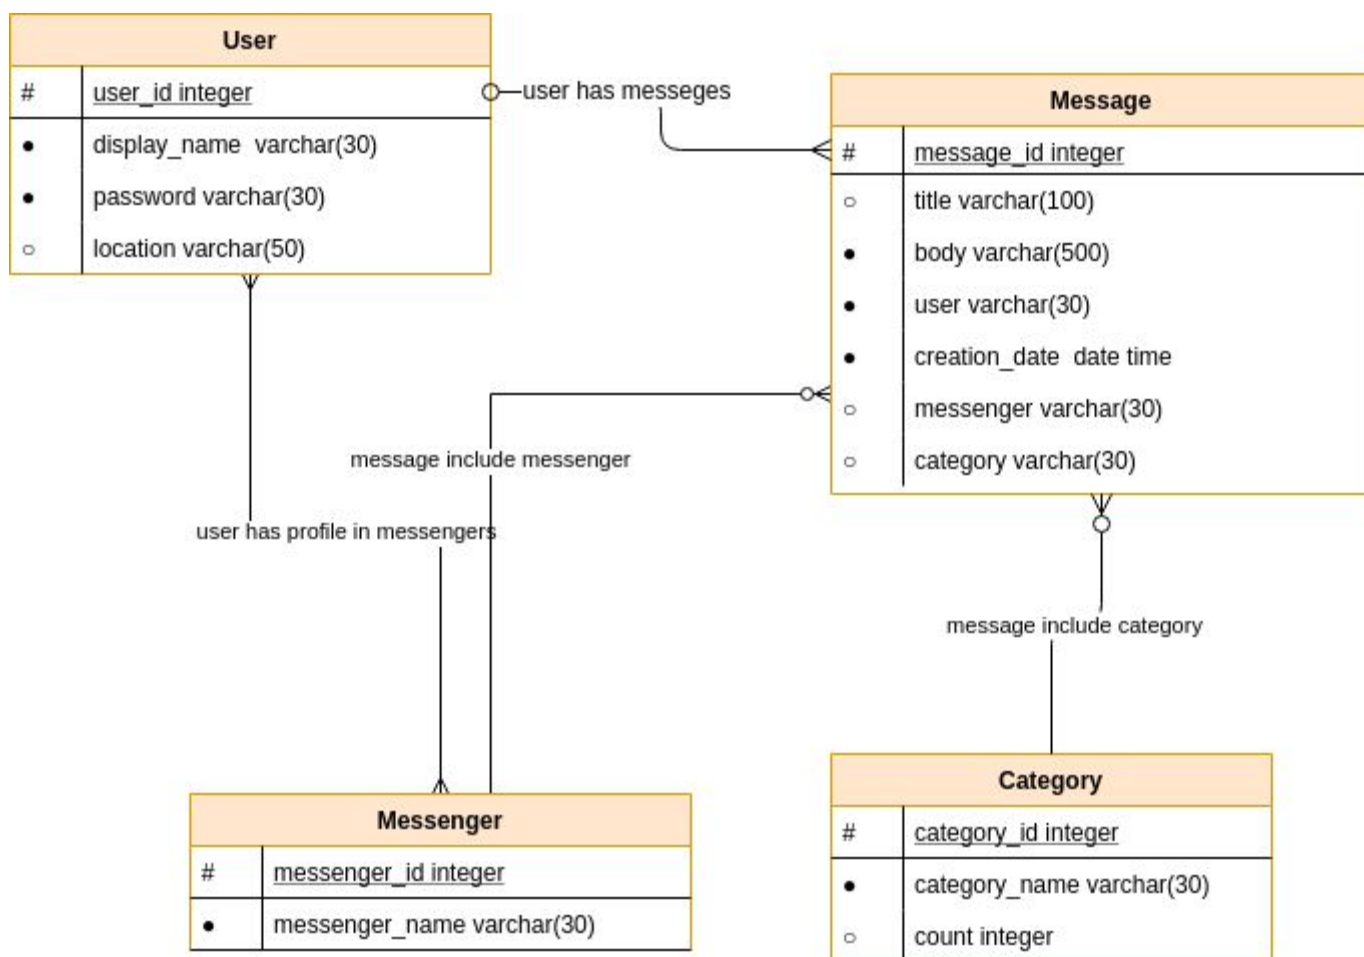 User
# user_id integer
● display_name varchar(30)
● password varchar(30)
○ location varchar(50)
user has messeges
Message
# message_id integer
○ title varchar(100)
● body varchar(500)
● user varchar(30)
● creation_date date time
○ messenger varchar(30)
○ category varchar(30)
message include messenger
user has profile in messengers
message include category
Messenger
# messenger_id integer
● messenger_name varchar(30)
Category
# category_id integer
● category_name varchar(30)
○ count integer